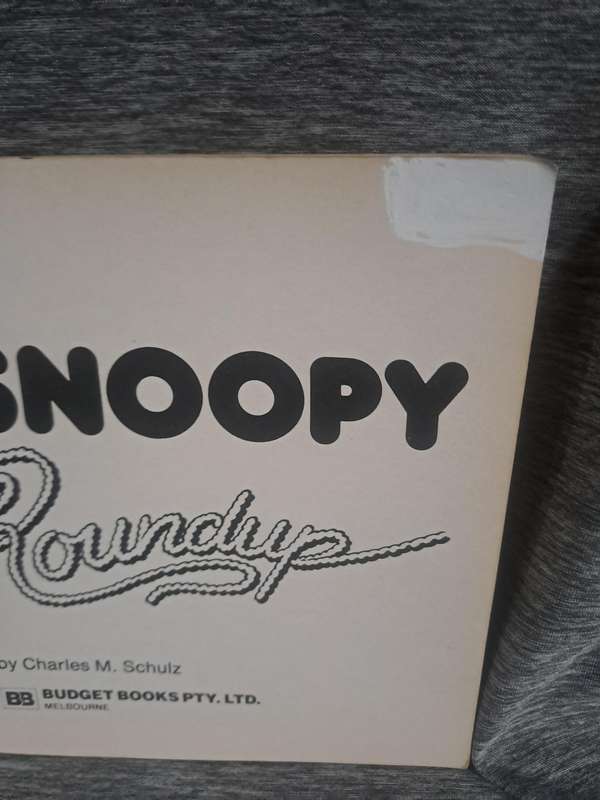 SNOOPY
Roundup
by Charles M. Schulz
BB BUDGET BOOKS PTY. LTD.
MELBOURNE